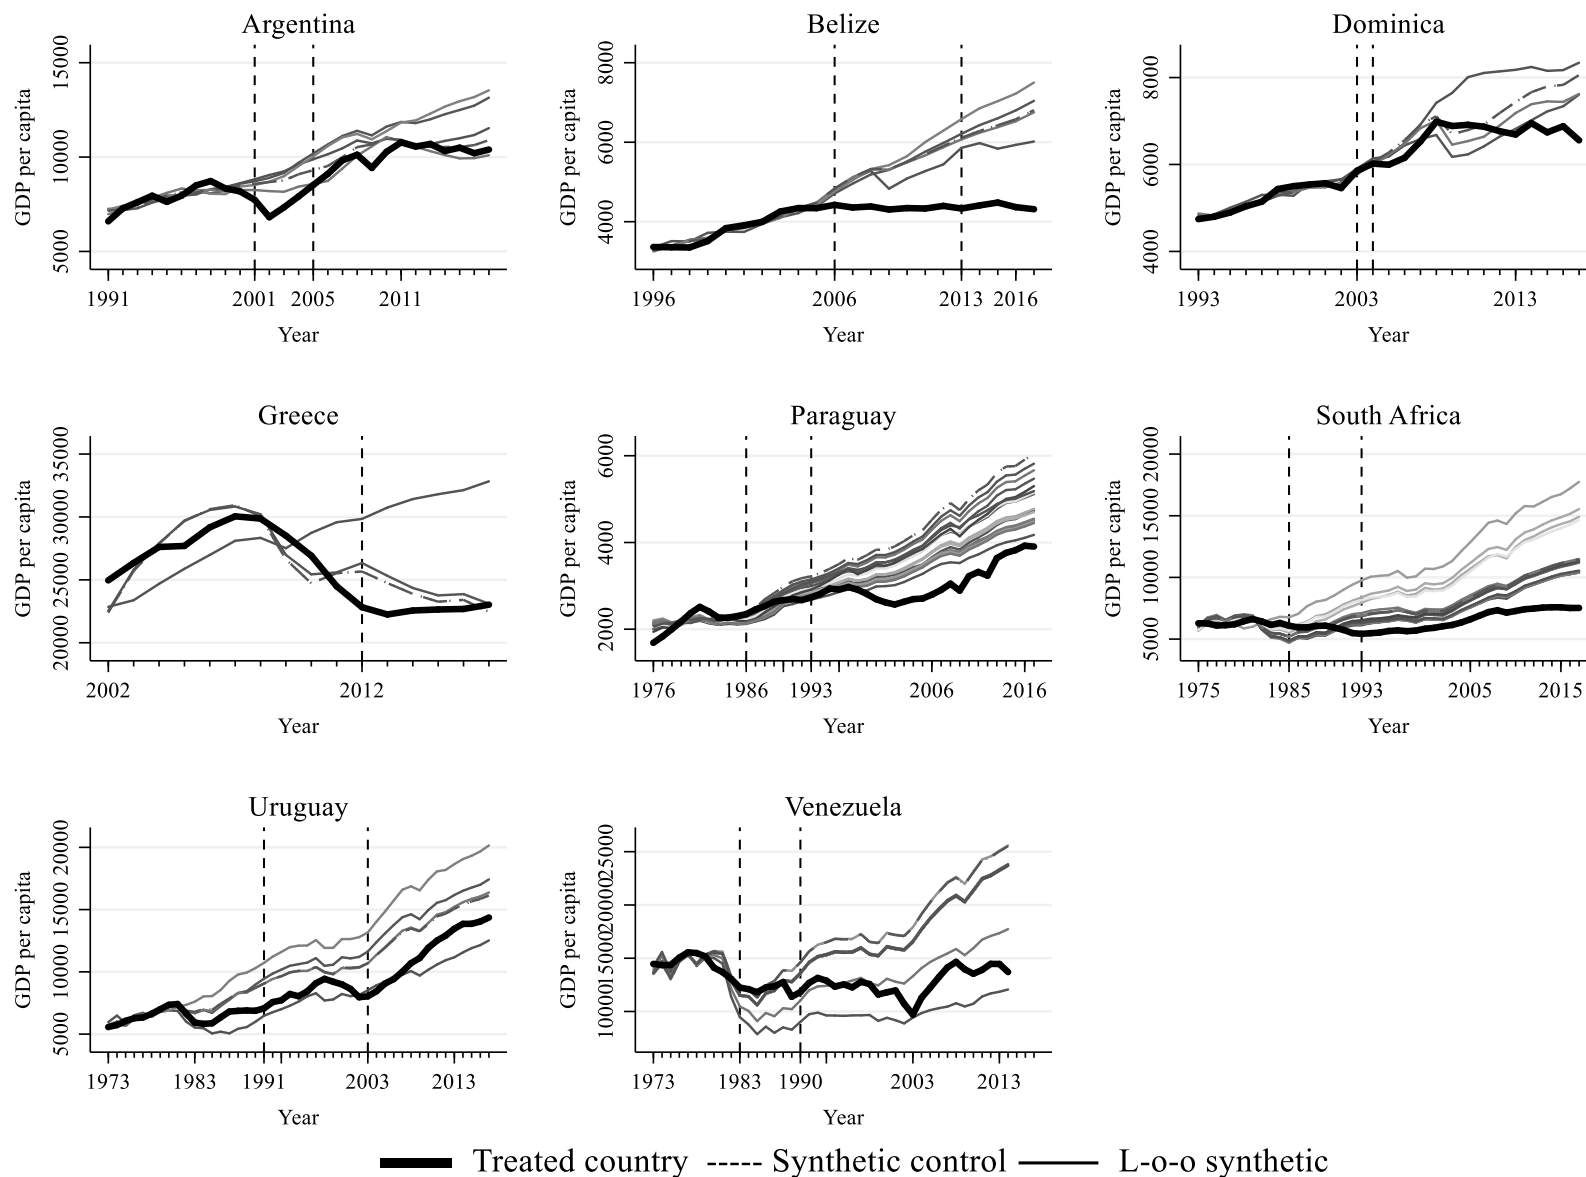 Argentina
GDP per capita
15000
10000
5000
1991
2001
2005
2011
Year
Belize
GDP per capita
8000
6000
4000
1996
2006
2013
2016
Year
Dominica
GDP per capita
8000
6000
4000
1993
2003
2013
Year
Greece
GDP per capita
35000
30000
25000
20000
2002
2012
Year
Paraguay
GDP per capita
6000
4000
2000
1976
1986
1993
2006
2016
Year
South Africa
GDP per capita
20000
15000
10000
5000
1975
1985
1993
2005
2015
Year
Uruguay
GDP per capita
20000
15000
10000
5000
1973
1983
1991
2003
2013
Year
Venezuela
GDP per capita
25000
20000
15000
10000
1973
1983
1990
2003
2013
Year
Treated country
Synthetic control
L-o-o synthetic